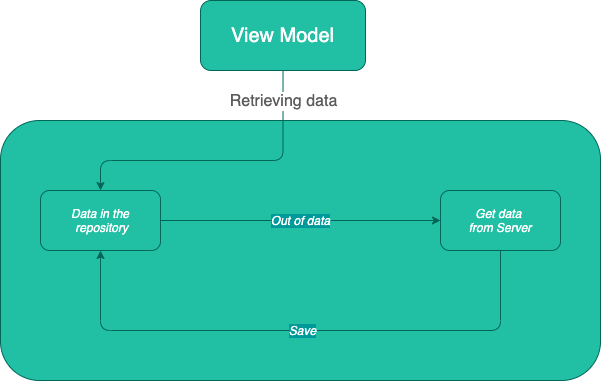 View Model
Retrieving data
Data in the
repository
Out of data
Get data
from Server
Save